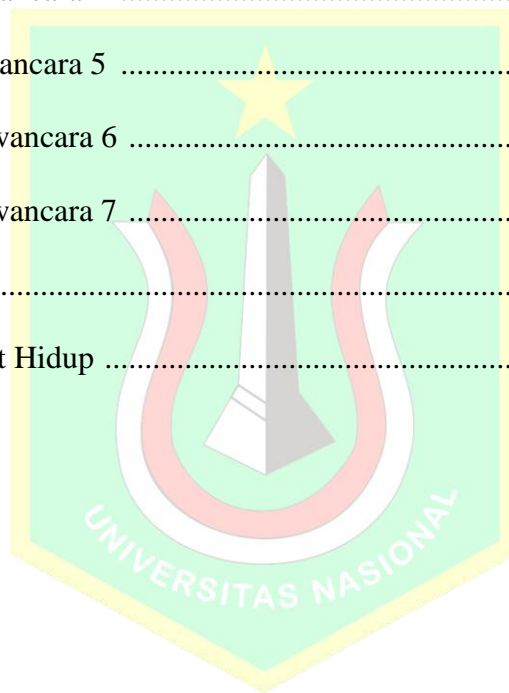 ancara 5 ........................................................
wancara 6 ........................................................
wancara 7 ........................................................
........................................................................
t Hidup ............................................................
UNIVERSITAS NASIONAL